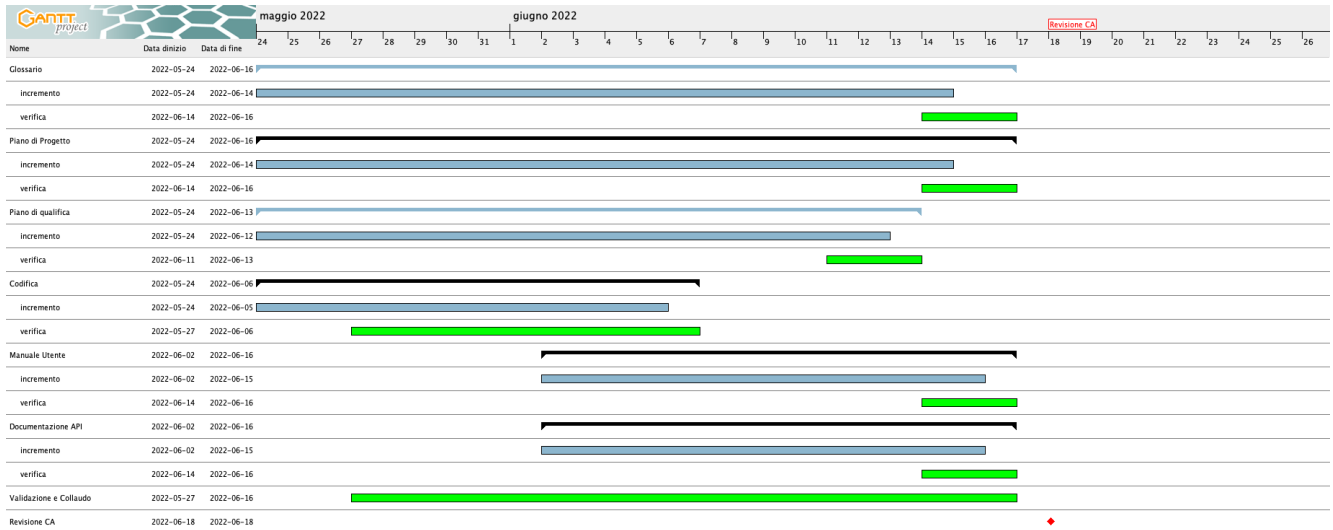 GANTT project
maggio 2022 giugno 2022
Revisione CA
24 25 26 27 28 29 30 31 1 2 3 4 5 6 7 8 9 10 11 12 13 14 15 16 17 18 19 20 21 22 23 24 25 26
Nome Data dinizio Data di fine
Glossario 2022-05-24 2022-06-16
incremento 2022-05-24 2022-06-14
verifica 2022-06-14 2022-06-16
Piano di Progetto 2022-05-24 2022-06-16
incremento 2022-05-24 2022-06-14
verifica 2022-06-14 2022-06-16
Piano di qualifica 2022-05-24 2022-06-13
incremento 2022-05-24 2022-06-12
verifica 2022-06-11 2022-06-13
Codifica 2022-05-24 2022-06-06
incremento 2022-05-24 2022-06-05
verifica 2022-05-27 2022-06-06
Manuale Utente 2022-06-02 2022-06-16
incremento 2022-06-02 2022-06-15
verifica 2022-06-14 2022-06-16
Documentazione API 2022-06-02 2022-06-16
incremento 2022-06-02 2022-06-15
verifica 2022-06-14 2022-06-16
Validazione e Collaudo 2022-05-27 2022-06-16
Revisione CA 2022-06-18 2022-06-18